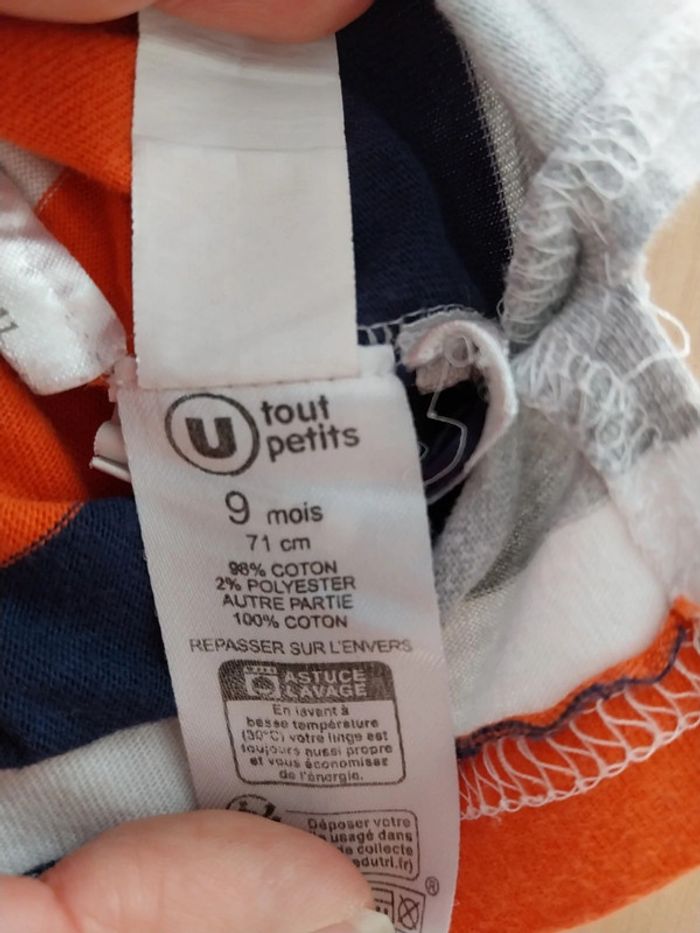 U tout
petits
9 mois
71 cm
98% COTON
2% POLYESTER
AUTRE PARTIE
100% COTON
REPASSER SUR L'ENVERS
ASTUCE
LAVAGE
En lavant à
basse température
(30°C) votre linge est
toujours aussi propre
et vous économisez
de l'énergie.
Déposer votre
usagé dans
de collecte
®